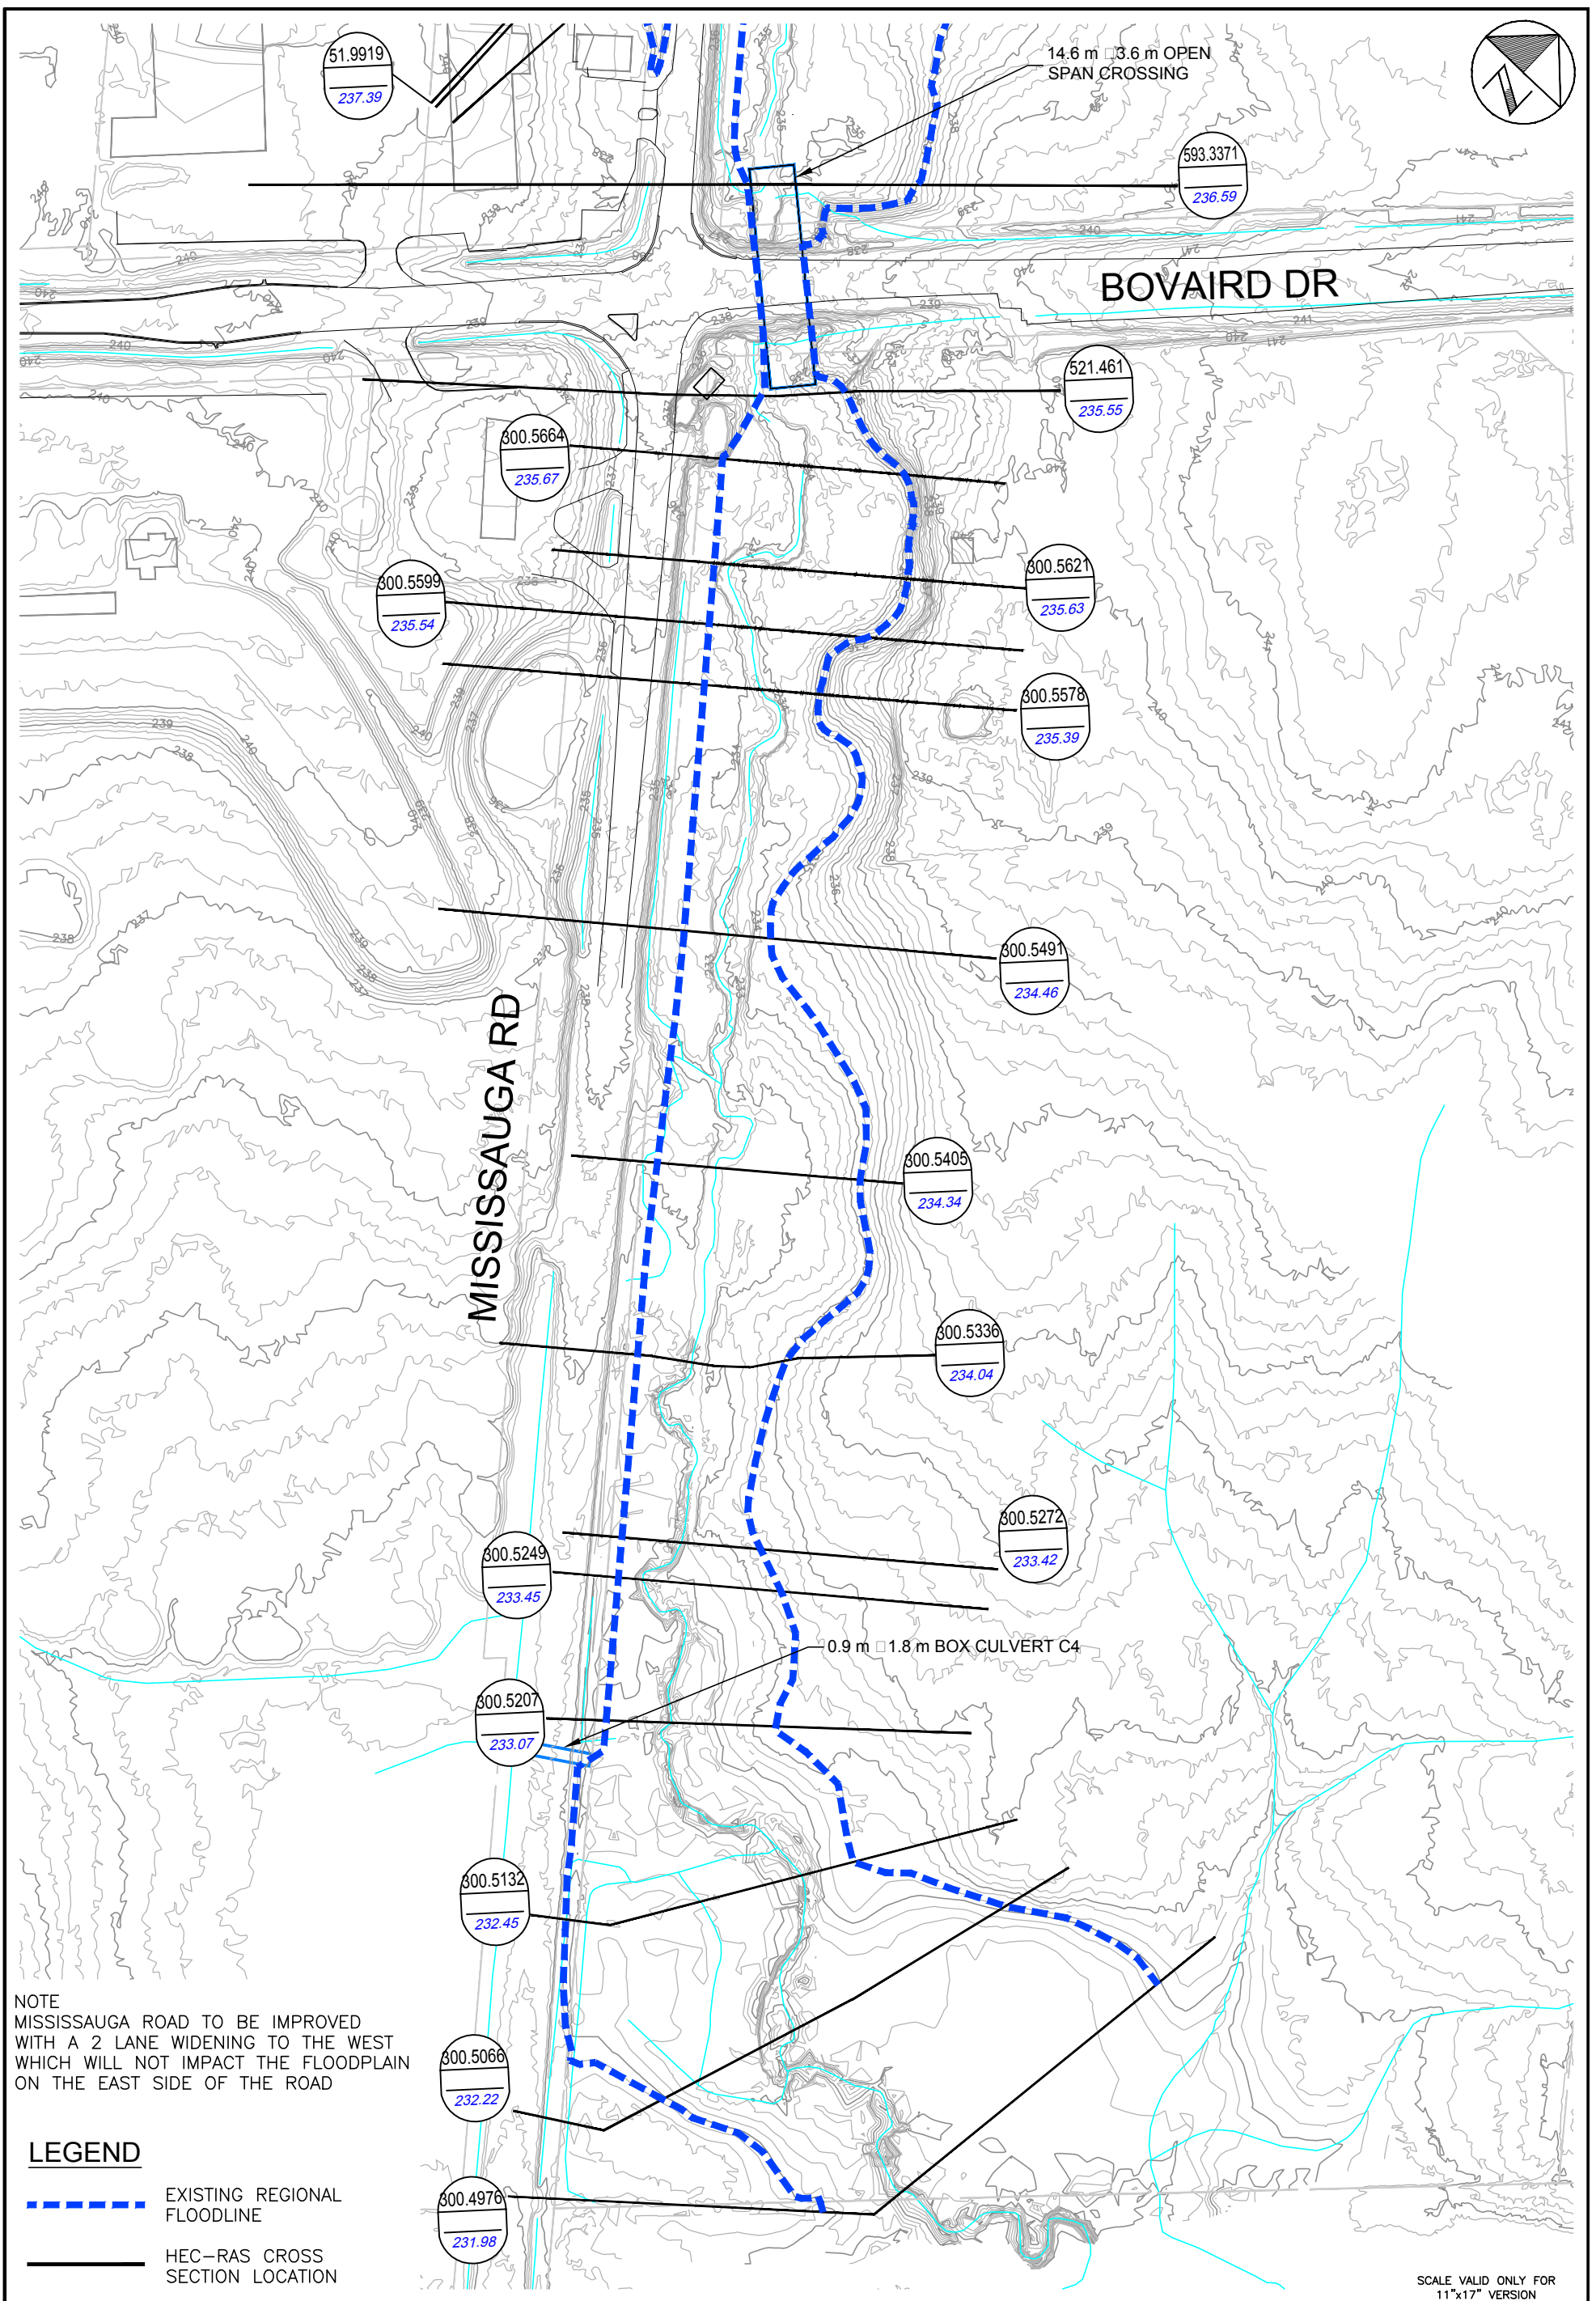 51.9919
237.39
14.6 m □3.6 m OPEN
SPAN CROSSING
593.3371
236.59
BOVAIRD DR
521.461
235.55
300.5664
235.67
300.5621
235.63
300.5599
235.54
300.5578
235.39
300.5491
234.46
MISSISSAUGA RD
300.5405
234.34
300.5336
234.04
300.5272
233.42
300.5249
233.45
0.9 m □1.8 m BOX CULVERT C4
300.5207
233.07
300.5132
232.45
NOTE
MISSISSAUGA ROAD TO BE IMPROVED
WITH A 2 LANE WIDENING TO THE WEST
WHICH WILL NOT IMPACT THE FLOODPLAIN
ON THE EAST SIDE OF THE ROAD
300.5066
232.22
LEGEND
EXISTING REGIONAL
FLOODLINE
300.4976
231.98
HEC-RAS CROSS
SECTION LOCATION
SCALE VALID ONLY FOR
11"x17" VERSION